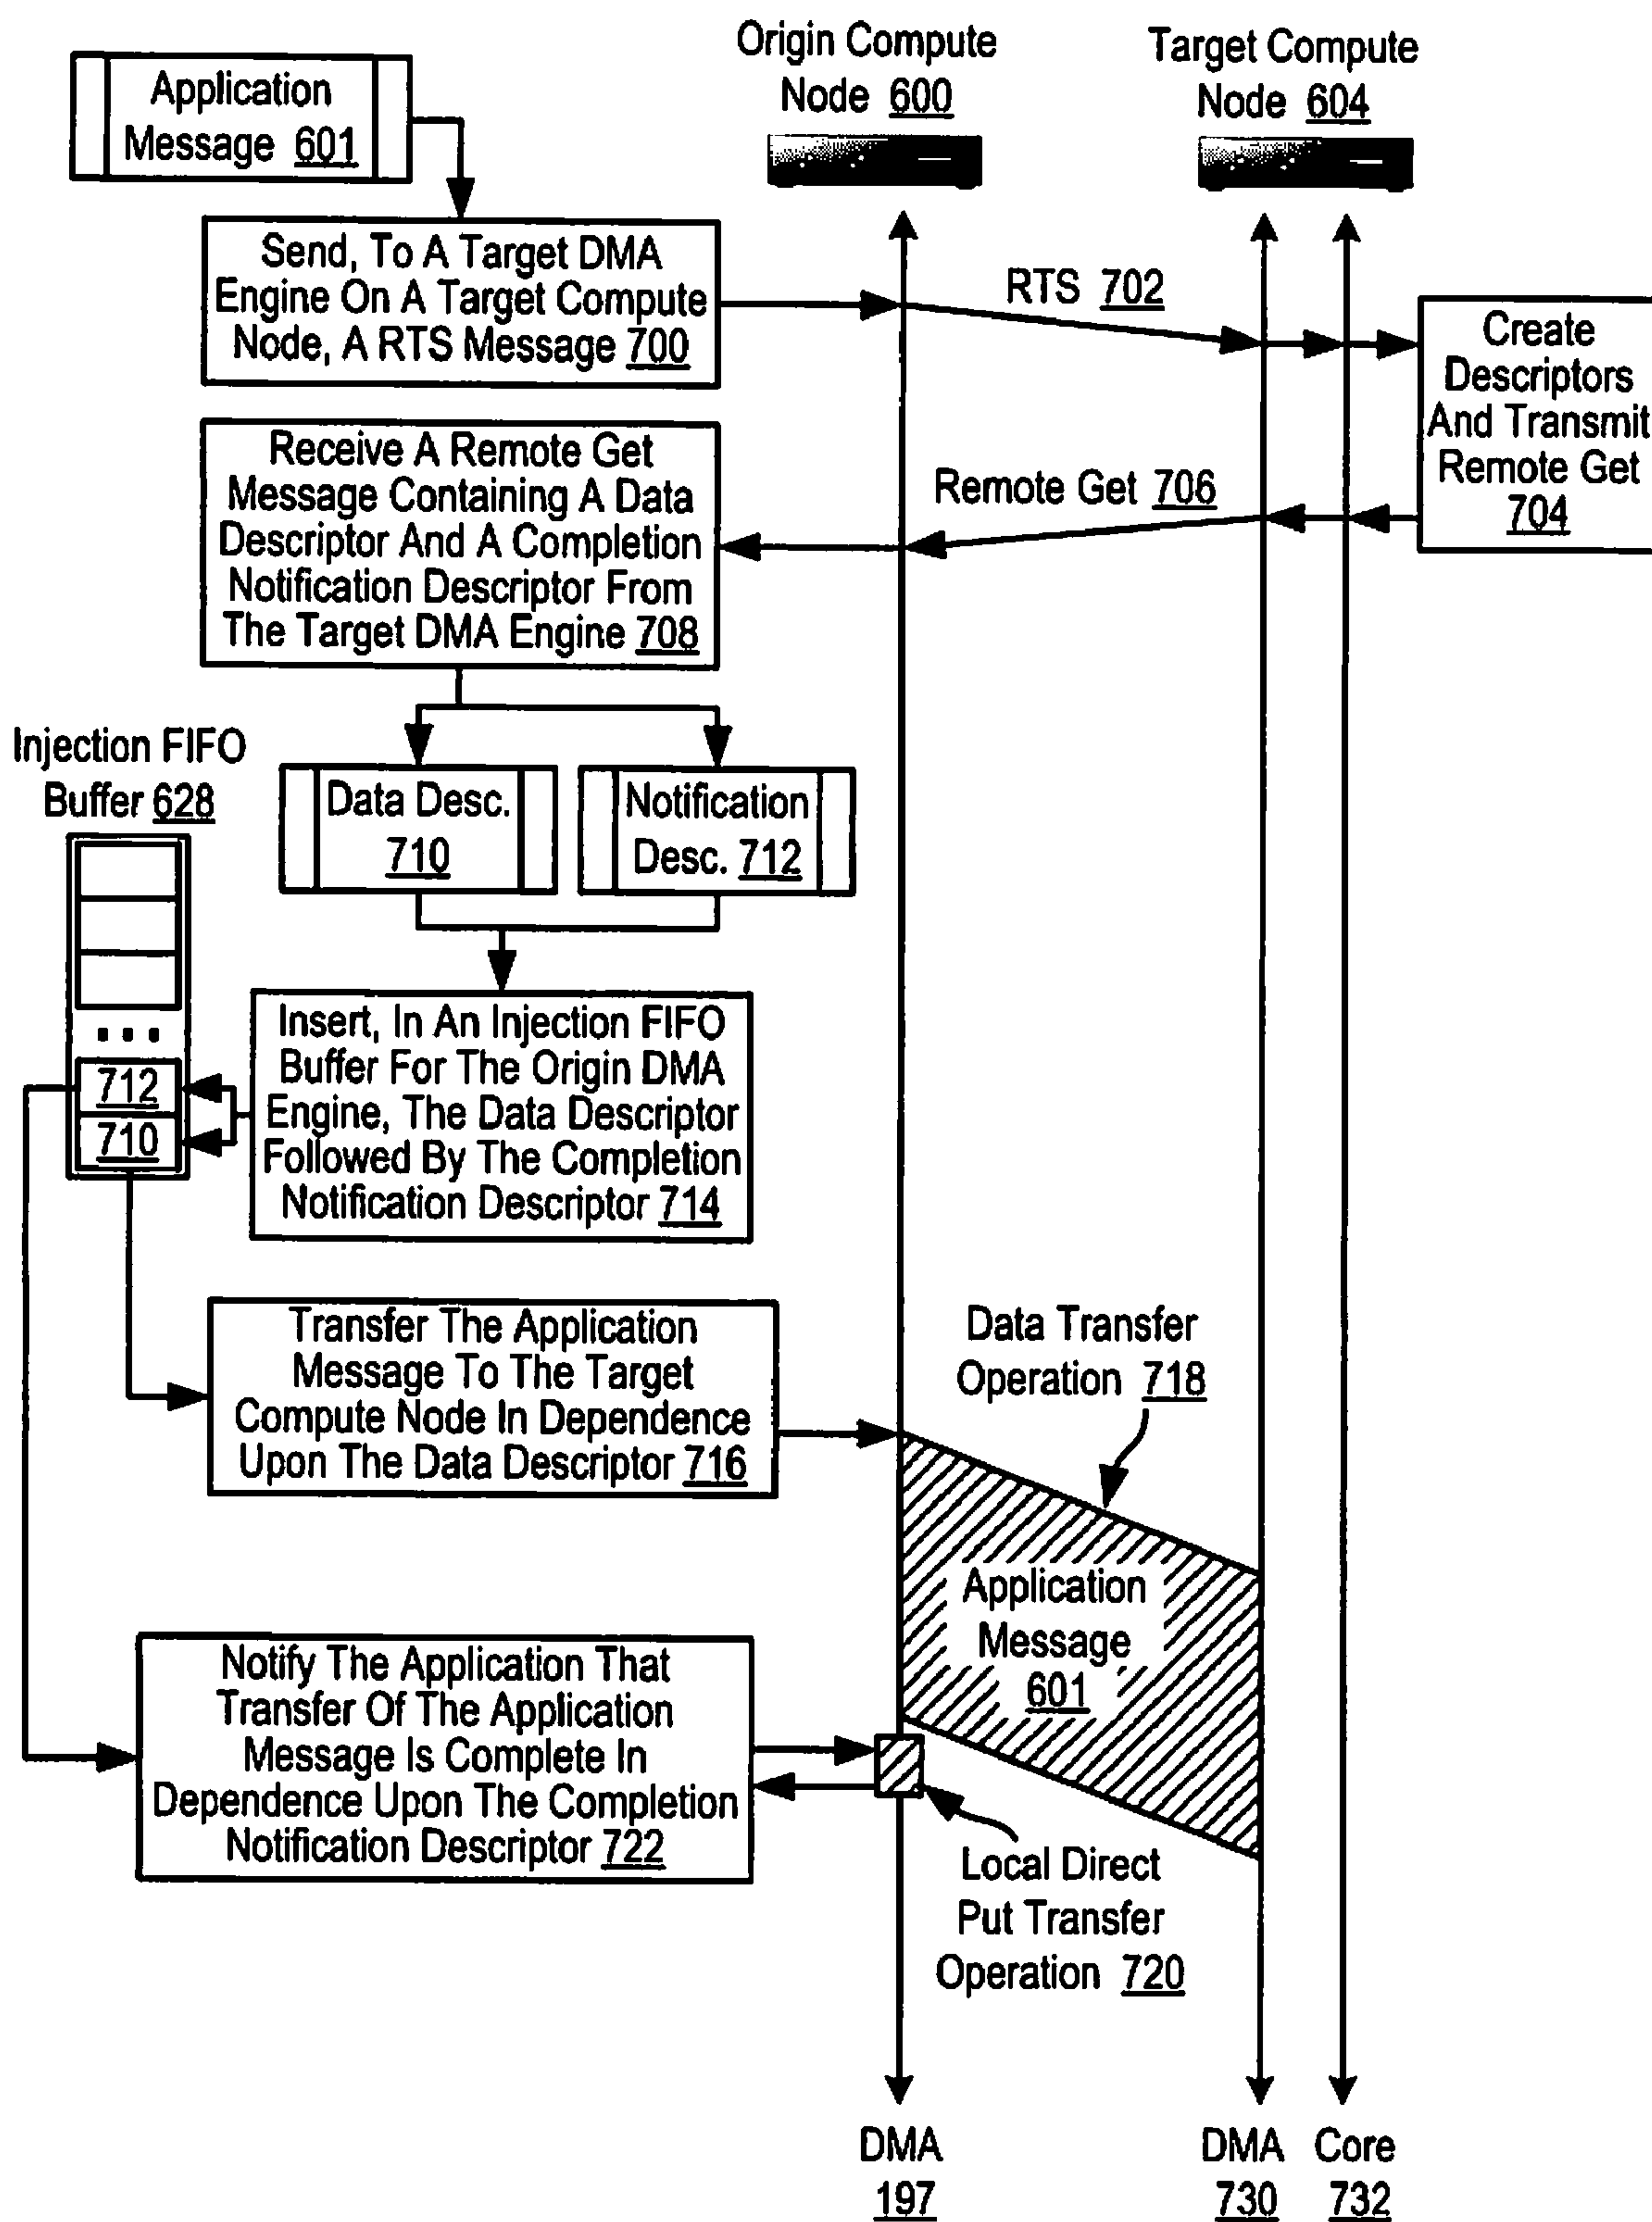 Origin Compute
Node 600
Target Compute
Node 604
Application
Message 601
Send, To A Target DMA
Engine On A Target Compute
Node, A RTS Message 700
RTS 702
Create
Descriptors
And Transmit
Remote Get
704
Receive A Remote Get
Message Containing A Data
Descriptor And A Completion
Notification Descriptor From
The Target DMA Engine 708
Remote Get 706
Injection FIFO
Buffer 628
Data Desc.
710
Notification
Desc. 712
...
712
710
Insert, In An Injection FIFO
Buffer For The Origin DMA
Engine, The Data Descriptor
Followed By The Completion
Notification Descriptor 714
Transfer The Application
Message To The Target
Compute Node In Dependence
Upon The Data Descriptor 716
Data Transfer
Operation 718
Application
Message
601
Notify The Application That
Transfer Of The Application
Message Is Complete In
Dependence Upon The Completion
Notification Descriptor 722
Local Direct
Put Transfer
Operation 720
DMA
197
DMA
730
Core
732